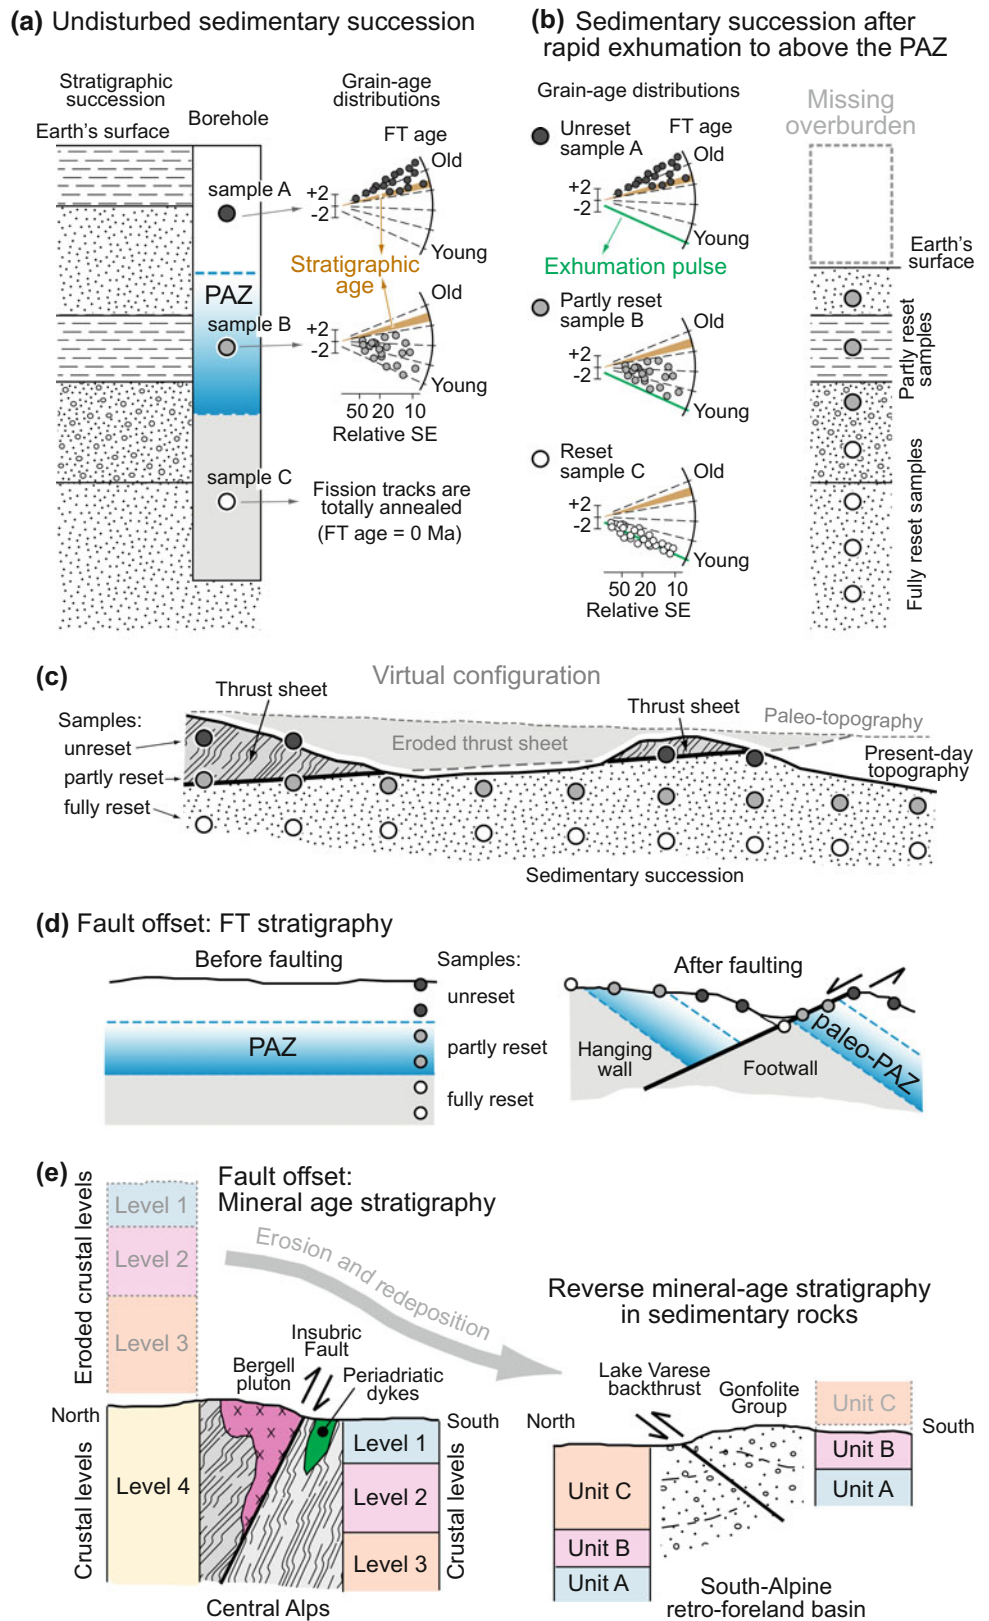 (a) Undisturbed sedimentary succession
Stratigraphic
succession
Earth's surface
Borehole
Grain-age
distributions
FT age
Old
sample A
+2
-2
Young
Stratigraphic
age
PAZ
Old
sample B
+2
-2
Young
50 20 10
Relative SE
sample C
Fission tracks are
totally annealed
(FT age = 0 Ma)
(b) Sedimentary succession after
rapid exhumation to above the PAZ
Grain-age distributions
Missing
overburden
Unreset
sample A
FT age
Old
+2
-2
Young
Exhumation pulse
Earth's
surface
Partly reset
sample B
Old
+2
-2
Young
Partly reset
samples
Reset
sample C
Old
+2
-2
Young
50 20 10
Relative SE
Fully reset samples
(c)
Virtual configuration
Thrust sheet
Samples:
unreset
partly reset
fully reset
Eroded thrust sheet
Thrust sheet
Paleo-topography
Present-day
topography
Sedimentary succession
(d) Fault offset: FT stratigraphy
Before faulting
Samples:
unreset
PAZ
partly reset
fully reset
After faulting
Hanging
wall
Footwall
paleo-PAZ
(e)
Fault offset:
Mineral age stratigraphy
Eroded crustal levels
Level 1
Level 2
Level 3
Erosion and redeposition
Insubric
Fault
Bergell
pluton
Periadriatic
dykes
North
South
Crustal levels
Level 4
Level 1
Level 2
Level 3
Crustal levels
Central Alps
Reverse mineral-age stratigraphy
in sedimentary rocks
Lake Varese
backthrust
Gonfolite
Group
North
South
Unit C
Unit B
Unit A
Unit C
Unit B
Unit A
South-Alpine
retro-foreland basin